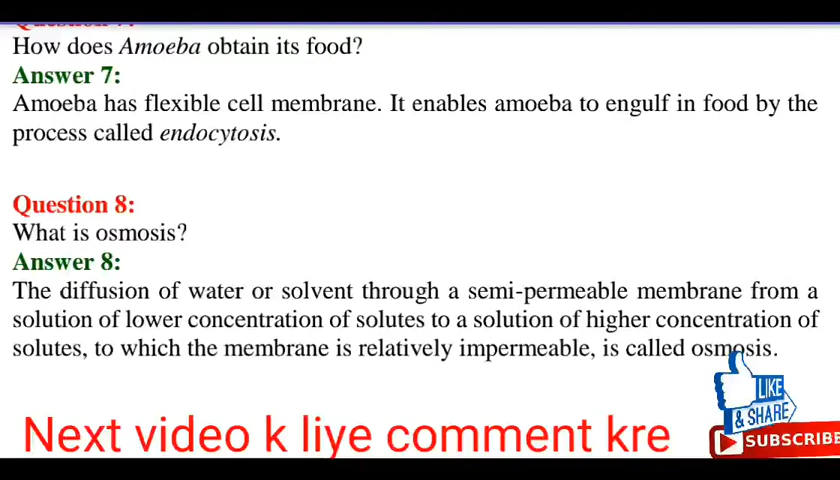 Question 7:
How does Amoeba obtain its food?
Answer 7:
Amoeba has flexible cell membrane. It enables amoeba to engulf in food by the
process called endocytosis.
Question 8:
What is osmosis?
Answer 8:
The diffusion of water or solvent through a semi-permeable membrane from a
solution of lower concentration of solutes to a solution of higher concentration of
solutes, to which the membrane is relatively impermeable, is called osmosis.
LIKE
& SHARE
Next video k liye comment kre
SUBSCRIBE